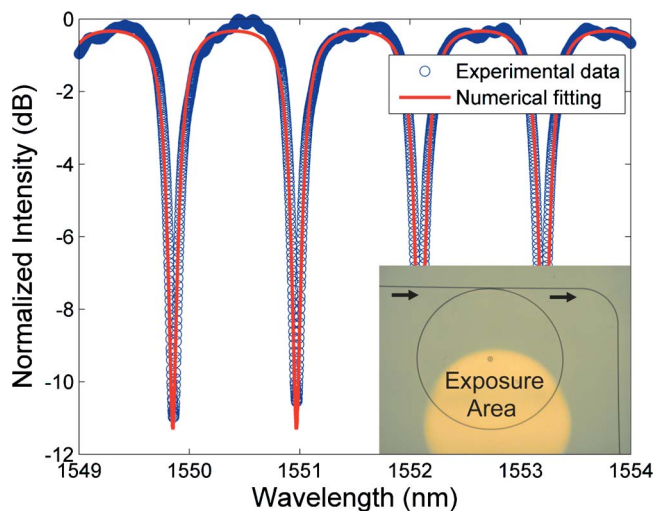 0
-2
-4
-6
-8
-10
-12
Normalized Intensity (dB)
Experimental data
Numerical fitting
Exposure
Area
1549
1550
1551
1552
1553
1554
Wavelength (nm)